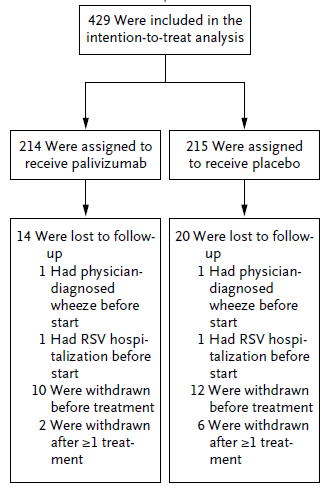 429 Were included in the
intention-to-treat analysis
214 Were assigned to
receive palivizumab
215 Were assigned
to receive placebo
14 Were lost to follow-
up
1 Had physician-
diagnosed
wheeze before
start
1 Had RSV hospi-
talization before
start
10 Were withdrawn
before treatment
2 Were withdrawn
after ≥1 treat-
ment
20 Were lost to follow-
up
1 Had physician-
diagnosed
wheeze before
start
1 Had RSV hospi-
talization before
start
12 Were withdrawn
before treatment
6 Were withdrawn
after ≥1 treat-
ment